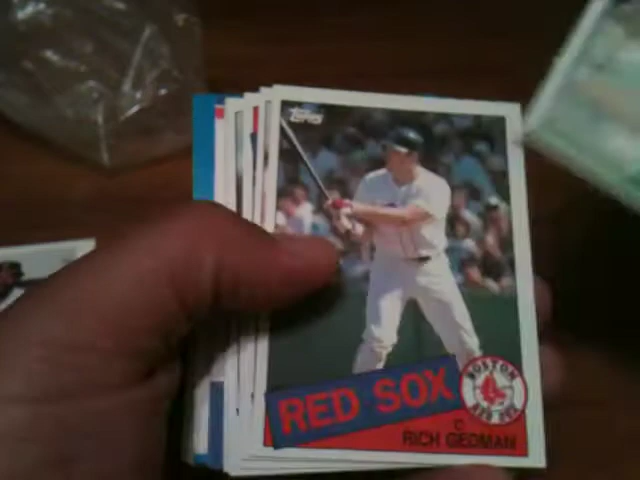 Topps
BOSTON
RED SOX
RED SOX
C
RICH GEDMAN